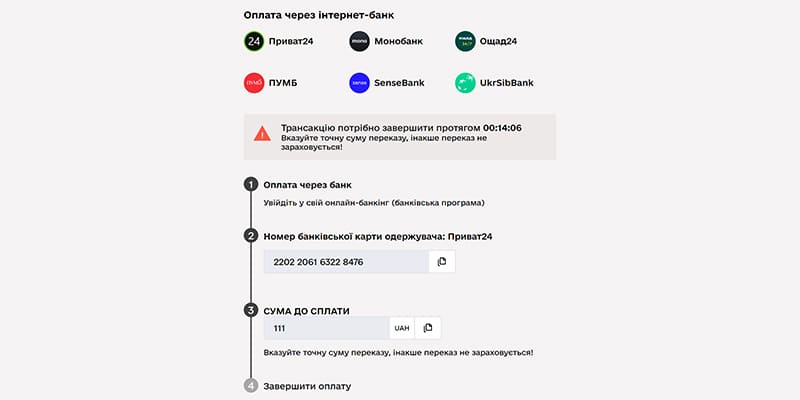 Оплата через інтернет-банк
24 Приват24 mono Монобанк ОЩАД 24/7 Ощад24
ПУМБ ПУМБ sense SenseBank UkrSibBank
Трансакцію потрібно завершити протягом 00:14:06
Вказуйте точну суму переказу, інакше переказ не
зараховується!
1 Оплата через банк
Увійдіть у свій онлайн-банкінг (банківська програма)
2 Номер банківської карти одержувача: Приват24
2202 2061 6322 8476
3 СУМА ДО СПЛАТИ
111 UAH
Вказуйте точну суму переказу, інакше переказ не зараховується!
4 Завершити оплату